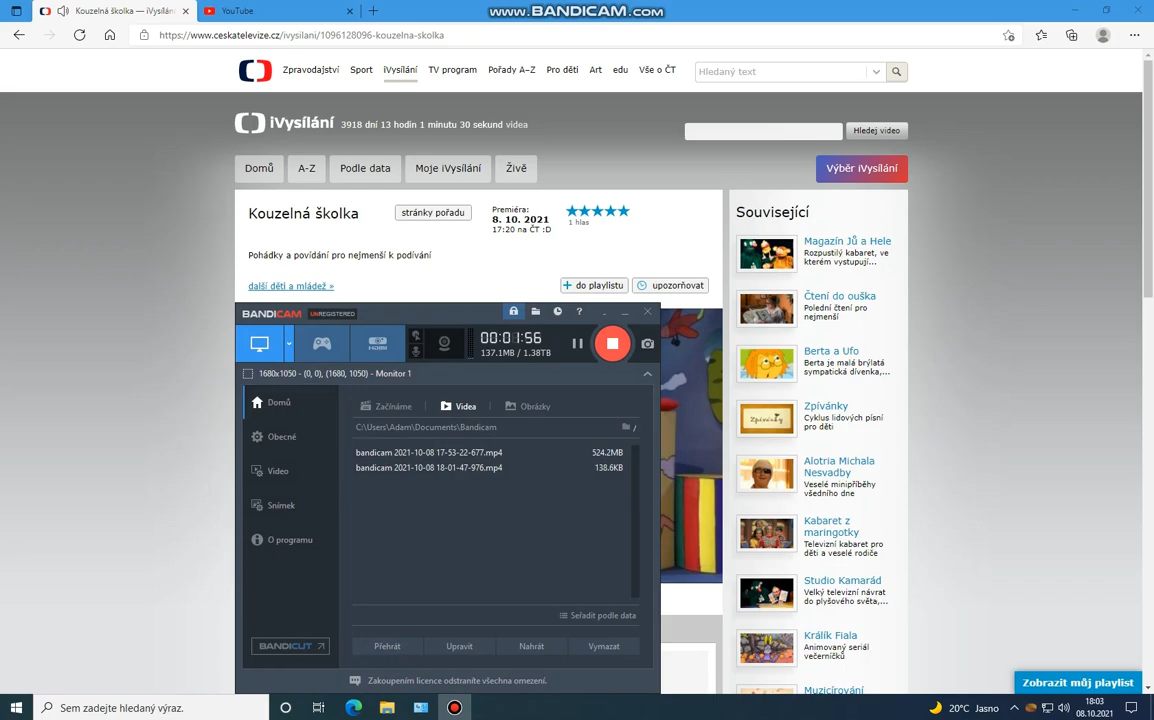 www.BANDICAM.com
Kouzelná školka — iVysílání
YouTube
https://www.ceskatelevize.cz/ivysilani/1096128096-kouzelna-skolka
Zpravodajství Sport iVysílání TV program Pořady A–Z Pro děti Art edu Vše o ČT Hledaný text
iVysílání 3918 dní 13 hodin 1 minutu 30 sekund videa
Hledej video
Domů A-Z Podle data Moje iVysílání Živě Výběr iVysílání
Kouzelná školka
stránky pořadu
Premiéra:
8. 10. 2021
17:20 na ČT :D
1 hlas
Pohádky a povídání pro nejmenší k podívání
další děti a mládež »
do playlistu
upozorňovat
Související
Magazín Jů a Hele
Rozpustilý kabaret, ve
kterém vystupují...
Čtení do ouška
Polední čtení pro
nejmenší
Berta a Ufo
Berta je malá brýlatá
sympatická dívenka,...
Zpívánky
Zpívánky
Cyklus lidových písní
pro děti
Alotria Michala
Nesvadby
Veselé minipříběhy
všedního dne
Kabaret z
maringotky
Televizní kabaret pro
děti a veselé rodiče
Studio Kamarád
Velký televizní návrat
do plyšového světa,...
Králík Fiala
Animovaný seriál
večerníčků
Muzicírování
Zobrazit můj playlist
BANDICAM UNREGISTERED
HDMI
00:01:56
137.1MB / 1.38TB
1680x1050 - (0, 0), (1680, 1050) - Monitor 1
Domů
Obecné
Video
Snímek
O programu
BANDICUT
Začínáme Videa Obrázky
C:\Users\Adam\Documents\Bandicam
bandicam 2021-10-08 17-53-22-677.mp4 524.2MB
bandicam 2021-10-08 18-01-47-976.mp4 138.6KB
Seřadit podle data
Přehrát Upravit Nahrát Vymazat
Zakoupením licence odstraníte všechna omezení.
Sem zadejte hledaný výraz.
20°C Jasno
18:03
08.10.2021